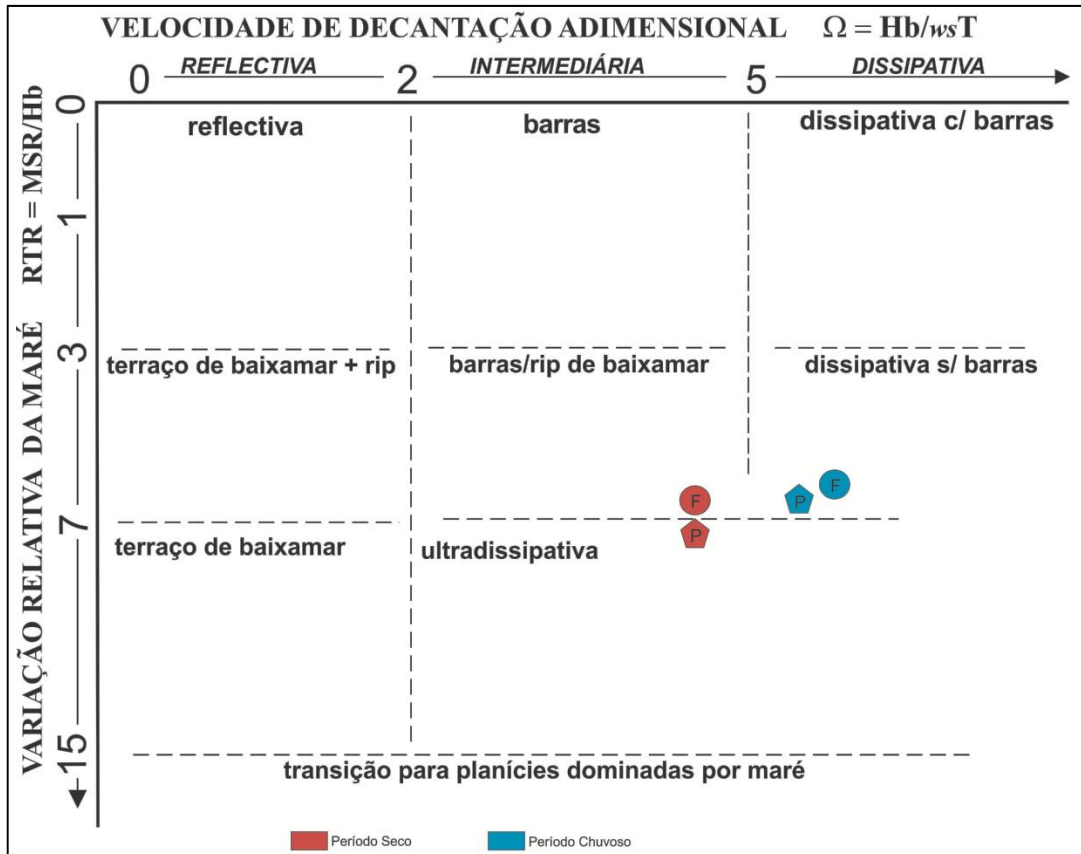 VELOCIDADE DE DECANTAÇÃO ADIMENSIONAL Ω = Hb/wsT
0 REFLECTIVA 2 INTERMEDIÁRIA 5 DISSIPATIVA
VARIAÇÃO RELATIVA DA MARÉ RTR = MSR/Hb
0
reflectiva barras dissipativa c/ barras
1
3
terraço de baixamar + rip barras/rip de baixamar dissipativa s/ barras
F P F
7
P
terraço de baixamar ultradissipativa
15
transição para planícies dominadas por maré
Período Seco Período Chuvoso